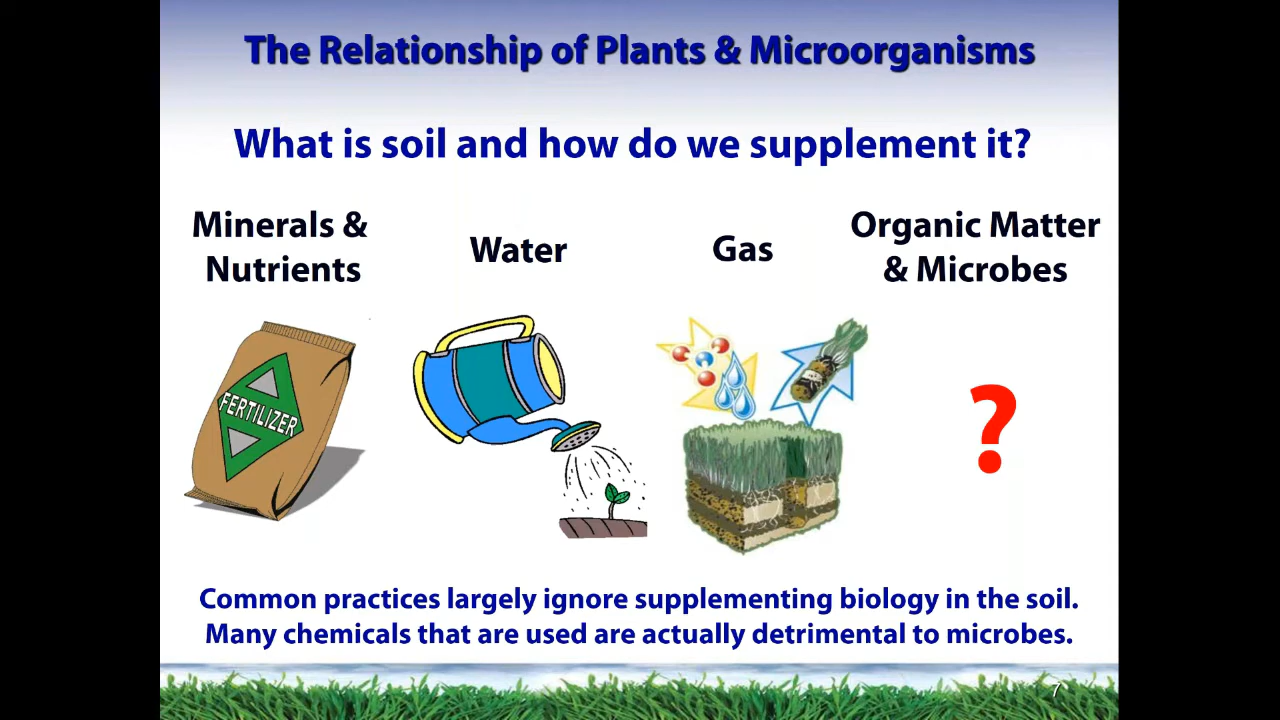 The Relationship of Plants & Microorganisms
What is soil and how do we supplement it?
Minerals &
Nutrients
Water
Gas
Organic Matter
& Microbes
FERTILIZER
?
Common practices largely ignore supplementing biology in the soil.
Many chemicals that are used are actually detrimental to microbes.
7